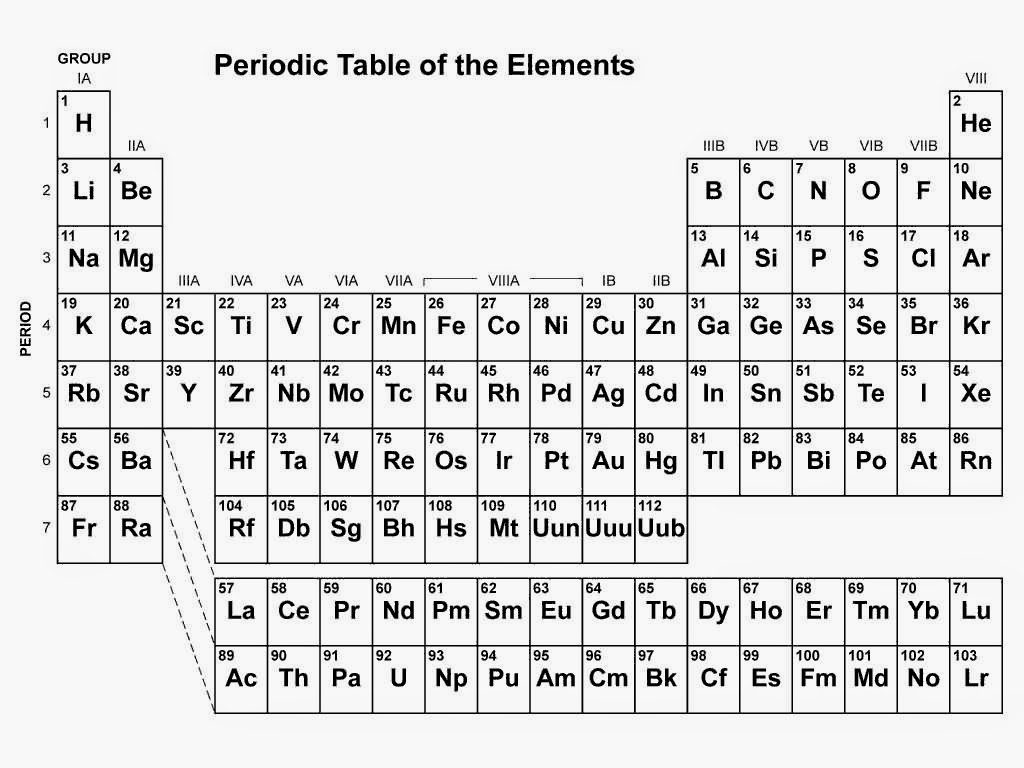 GROUP
Periodic Table of the Elements
IA VIII
1 2
1 H He
IIA IIIB IVB VB VIB VIIB
3 4 5 6 7 8 9 10
2 Li Be B C N O F Ne
11 12 13 14 15 16 17 18
3 Na Mg Al Si P S Cl Ar
IIIA IVA VA VIA VIIA VIIIA IB IIB
19 20 21 22 23 24 25 26 27 28 29 30 31 32 33 34 35 36
4 K Ca Sc Ti V Cr Mn Fe Co Ni Cu Zn Ga Ge As Se Br Kr
PERIOD
37 38 39 40 41 42 43 44 45 46 47 48 49 50 51 52 53 54
5 Rb Sr Y Zr Nb Mo Tc Ru Rh Pd Ag Cd In Sn Sb Te I Xe
55 56 72 73 74 75 76 77 78 79 80 81 82 83 84 85 86
6 Cs Ba Hf Ta W Re Os Ir Pt Au Hg Tl Pb Bi Po At Rn
87 88 104 105 106 107 108 109 110 111 112
7 Fr Ra Rf Db Sg Bh Hs Mt Uun Uuu Uub
57 58 59 60 61 62 63 64 65 66 67 68 69 70 71
La Ce Pr Nd Pm Sm Eu Gd Tb Dy Ho Er Tm Yb Lu
89 90 91 92 93 94 95 96 97 98 99 100 101 102 103
Ac Th Pa U Np Pu Am Cm Bk Cf Es Fm Md No Lr